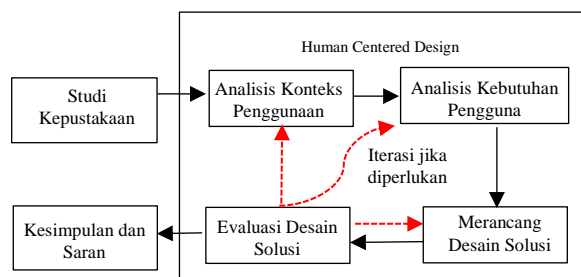 Human Centered Design
Studi
Kepustakaan
Analisis Konteks
Penggunaan
Analisis Kebutuhan
Pengguna
Iterasi jika
diperlukan
Kesimpulan dan
Saran
Evaluasi Desain
Solusi
Merancang
Desain Solusi